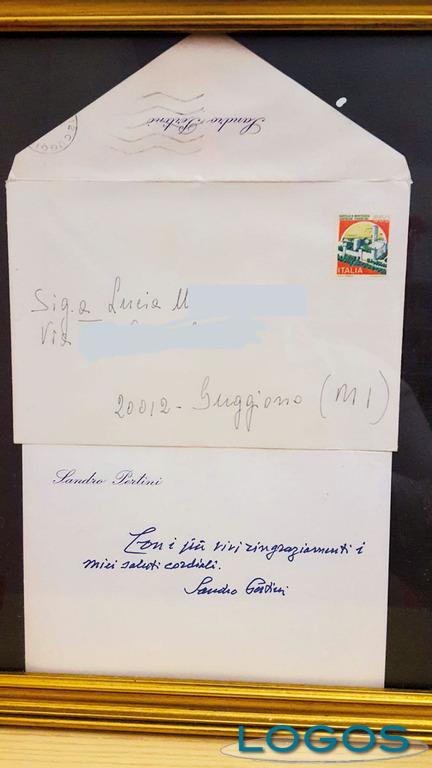 Sandro Pertini
CUGGI
ITALIA
Sig.a Lucia M
Via
20012 - Cuggiono (MI)
Sandro Pertini
Con i più vivi ringraziamenti i
miei saluti cordiali.
Sandro Pertini
LOGOS